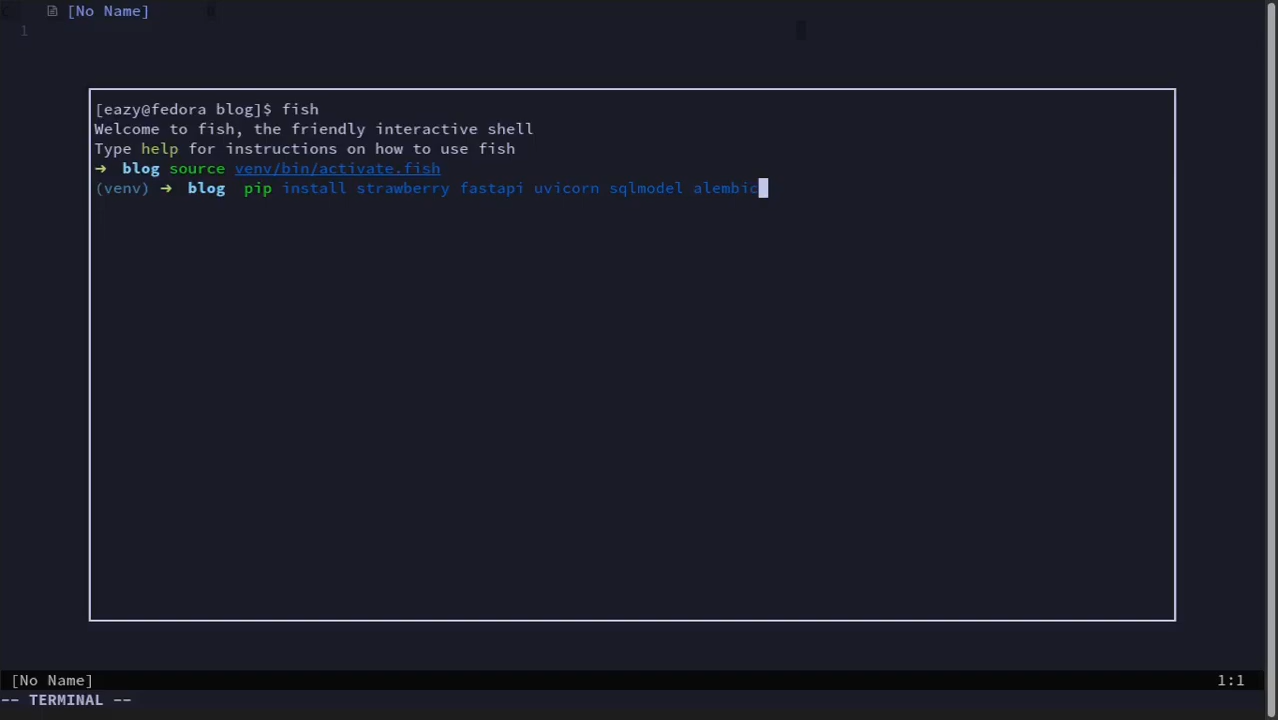 [No Name]
1
[eazy@fedora blog]$ fish
Welcome to fish, the friendly interactive shell
Type help for instructions on how to use fish
➜ blog source venv/bin/activate.fish
(venv) ➜ blog pip install strawberry fastapi uvicorn sqlmodel alembic
[No Name] 1:1
-- TERMINAL --